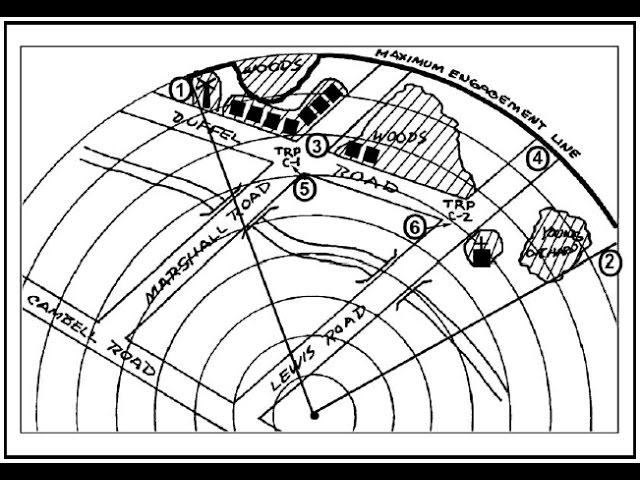 MAXIMUM ENGAGEMENT LINE
WOODS
1
DUFFEL
ROAD
WOODS
3
4
TRP
C-1
5
TRP
C-2
6
YOUNG
ORCHARD
2
MARSHALL ROAD
CAMBELL ROAD
LEWIS ROAD